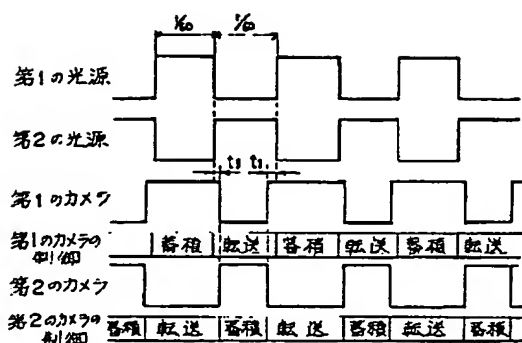 1/60 1/60
第1の光源
第2の光源
t1 t1
第1のカメラ
第1のカメラの制御 蓄積 転送 蓄積 転送 蓄積 転送
第2のカメラ
第2のカメラの制御 蓄積 転送 蓄積 転送 蓄積 転送 蓄積